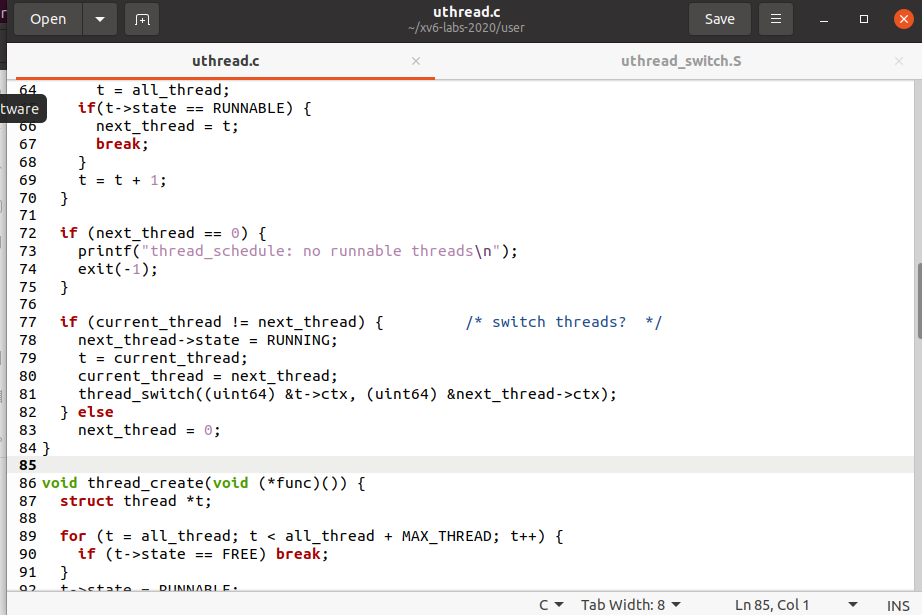 Open
uthread.c
~/xv6-labs-2020/user
Save
uthread.c
uthread_switch.S
tware
64 t = all_thread;
if(t->state == RUNNABLE) {
66 next_thread = t;
67 break;
68 }
69 t = t + 1;
70 }
71
72 if (next_thread == 0) {
73 printf("thread_schedule: no runnable threads\n");
74 exit(-1);
75 }
76
77 if (current_thread != next_thread) { /* switch threads? */
78 next_thread->state = RUNNING;
79 t = current_thread;
80 current_thread = next_thread;
81 thread_switch((uint64) &t->ctx, (uint64) &next_thread->ctx);
82 } else
83 next_thread = 0;
84 }
85
86 void thread_create(void (*func)()) {
87 struct thread *t;
88
89 for (t = all_thread; t < all_thread + MAX_THREAD; t++) {
90 if (t->state == FREE) break;
91 }
92 t->state = RUNNABLE;
C Tab Width: 8 Ln 85, Col 1 INS